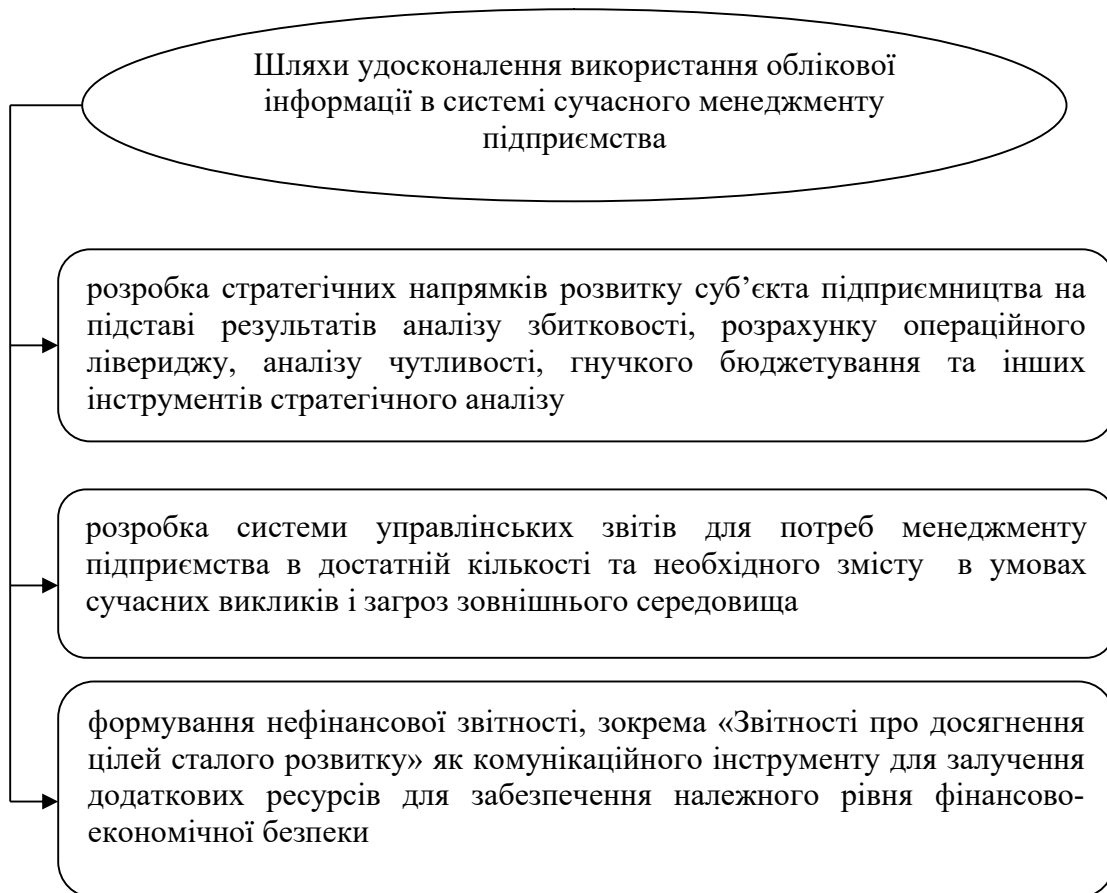 Шляхи удосконалення використання облікової
інформації в системі сучасного менеджменту
підприємства
розробка стратегічних напрямків розвитку суб’єкта підприємництва на
підставі результатів аналізу збитковості, розрахунку операційного
лівериджу, аналізу чутливості, гнучкого бюджетування та інших
інструментів стратегічного аналізу
розробка системи управлінських звітів для потреб менеджменту
підприємства в достатній кількості та необхідного змісту в умовах
сучасних викликів і загроз зовнішнього середовища
формування нефінансової звітності, зокрема «Звітності про досягнення
цілей сталого розвитку» як комунікаційного інструменту для залучення
додаткових ресурсів для забезпечення належного рівня фінансово-
економічної безпеки